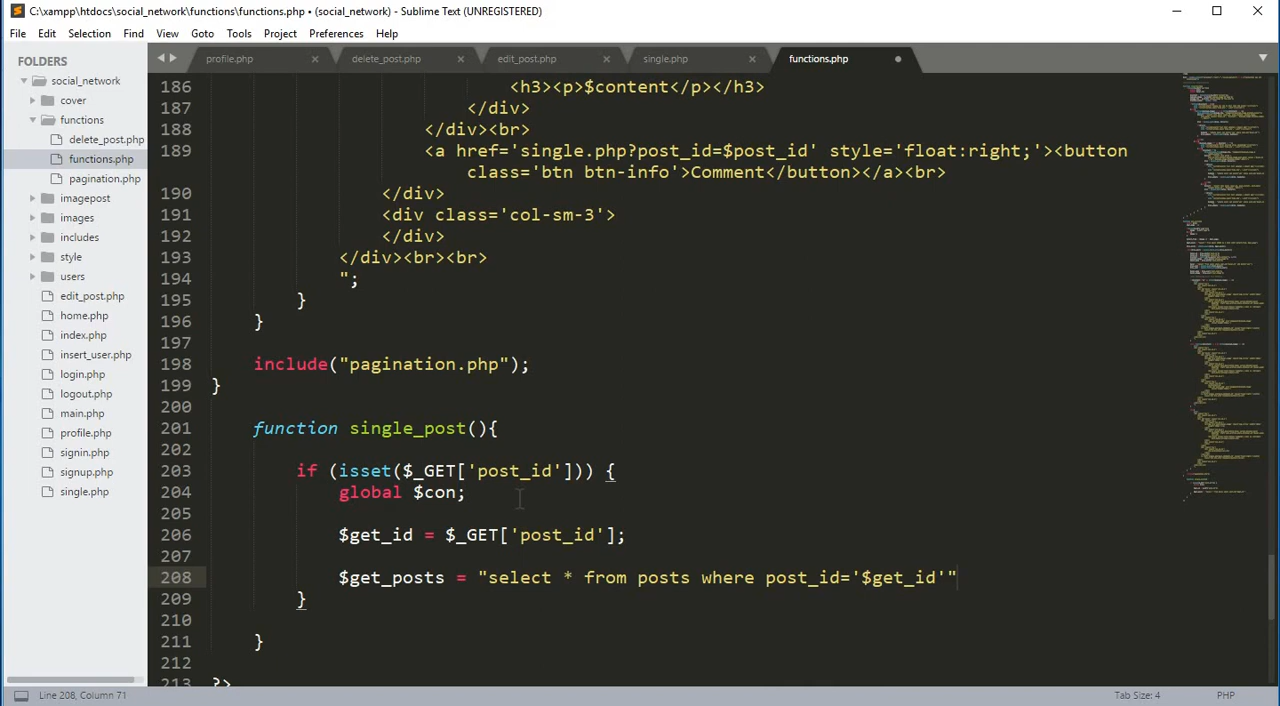 C:\xampp\htdocs\social_network\functions\functions.php • (social_network) - Sublime Text (UNREGISTERED)
File Edit Selection Find View Goto Tools Project Preferences Help
FOLDERS
social_network
cover
functions
delete_post.php
functions.php
pagination.php
imagepost
images
includes
style
users
edit_post.php
home.php
index.php
insert_user.php
login.php
logout.php
main.php
profile.php
signin.php
signup.php
single.php
profile.php delete_post.php edit_post.php single.php functions.php
186 <h3><p>$content</p></h3>
187 </div>
188 </div><br>
189 <a href='single.php?post_id=$post_id' style='float:right;'><button
class='btn btn-info'>Comment</button></a><br>
190 </div>
191 <div class='col-sm-3'>
192 </div>
193 </div><br><br>
194 ";
195 }
196 }
197
198 include("pagination.php");
199 }
200
201 function single_post(){
202
203 if (isset($_GET['post_id'])) {
204 global $con;
205
206 $get_id = $_GET['post_id'];
207
208 $get_posts = "select * from posts where post_id='$get_id'"
209 }
210
211 }
212
213 ?>
Line 208, Column 71
Tab Size: 4 PHP